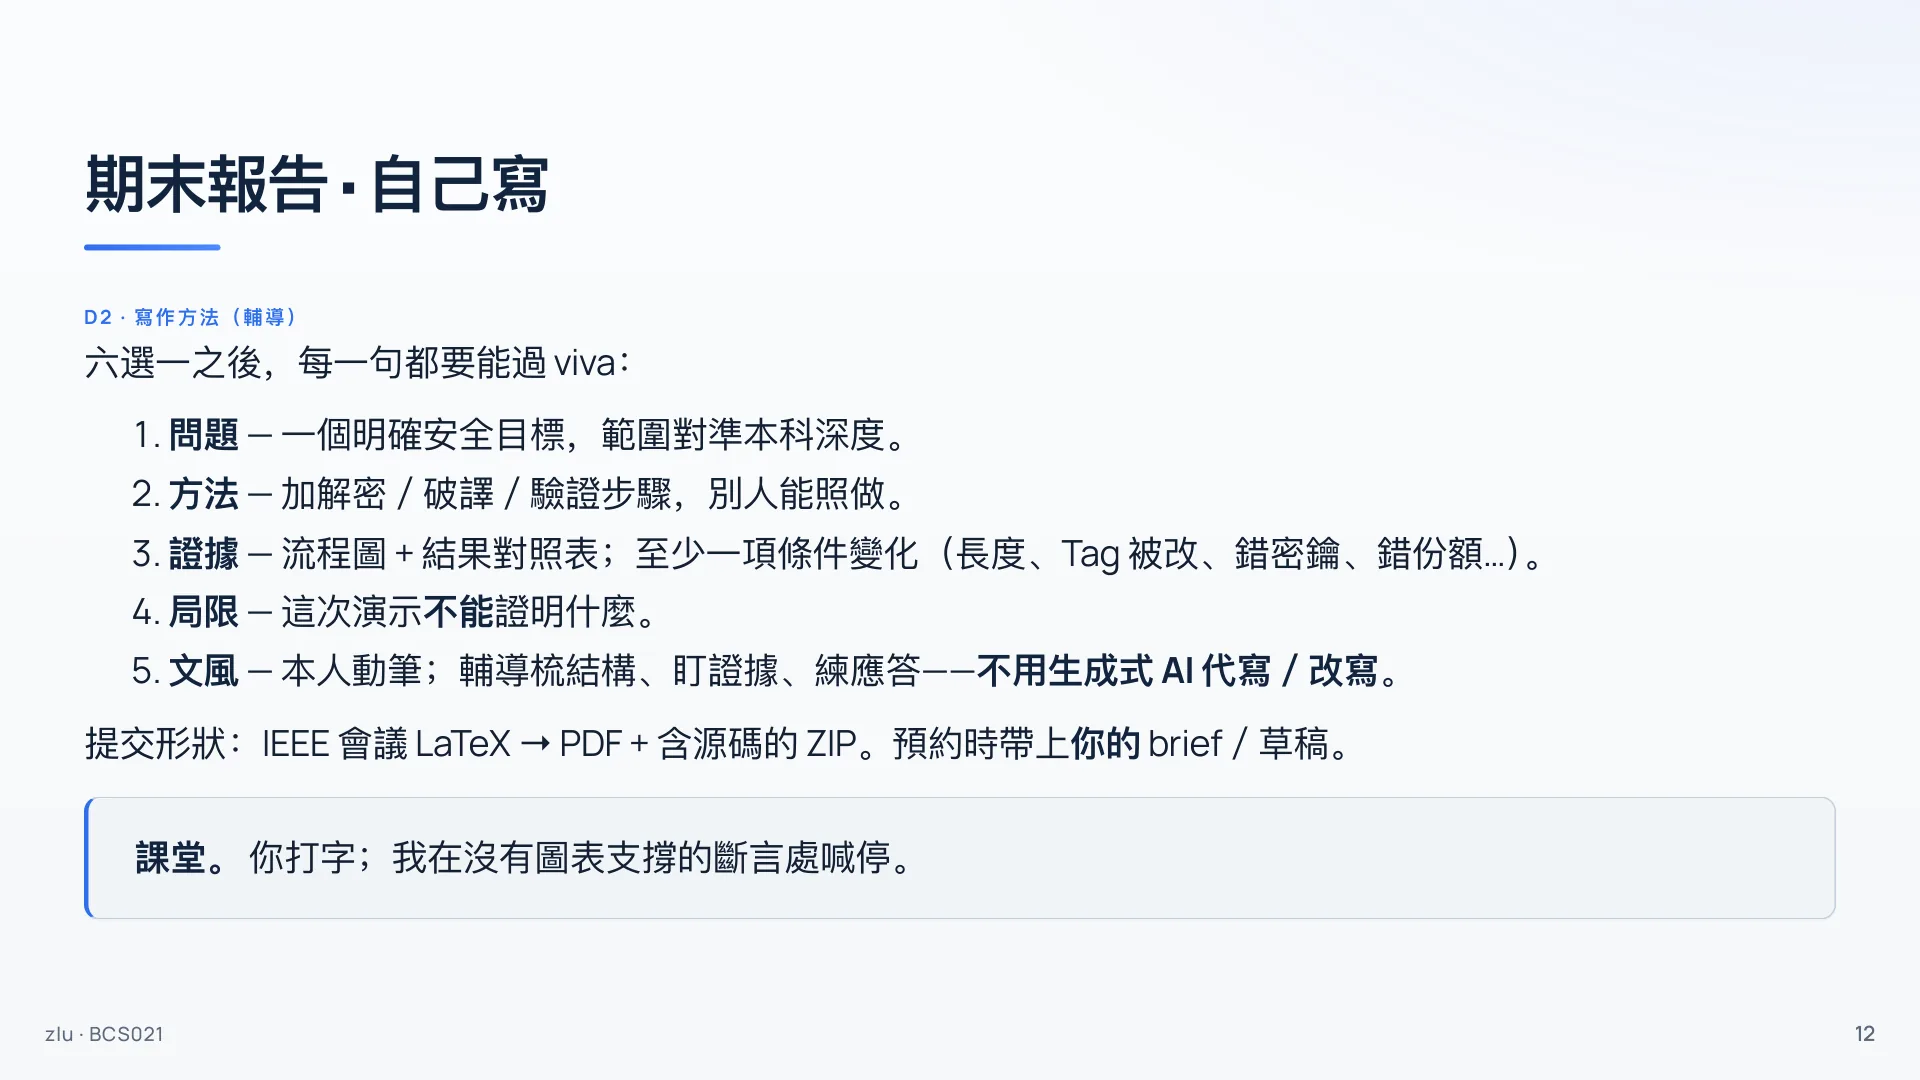 期末報告 · 自己寫
D2 · 寫作方法（輔導）
六選一之後，每一句都要能過 viva：
1. 問題 — 一個明確安全目標，範圍對準本科深度。
2. 方法 — 加解密 / 破譯 / 驗證步驟，別人能照做。
3. 證據 — 流程圖 + 結果對照表；至少一項條件變化（長度、Tag 被改、錯密鑰、錯份額…）。
4. 局限 — 這次演示不能證明什麼。
5. 文風 — 本人動筆；輔導梳結構、盯證據、練應答——不用生成式 AI 代寫 / 改寫。
提交形狀：IEEE 會議 LaTeX → PDF + 含源碼的 ZIP。預約時帶上你的 brief / 草稿。
課堂。 你打字；我在沒有圖表支撐的斷言處喊停。
zlu · BCS021
12